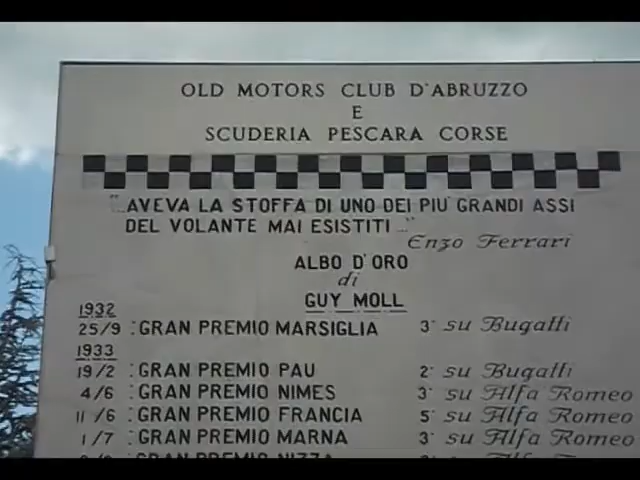 OLD MOTORS CLUB D'ABRUZZO
E
SCUDERIA PESCARA CORSE
"...AVEVA LA STOFFA DI UNO DEI PIU' GRANDI ASSI
DEL VOLANTE MAI ESISTITI..."
Enzo Ferrari
ALBO D'ORO
di
GUY MOLL
1932
25/9 : GRAN PREMIO MARSIGLIA 3° su Bugatti
1933
19/2 : GRAN PREMIO PAU 2° su Bugatti
4/6 : GRAN PREMIO NIMES 3° su Alfa Romeo
11/6 : GRAN PREMIO FRANCIA 5° su Alfa Romeo
1/7 : GRAN PREMIO MARNA 3° su Alfa Romeo
GRAN PREMIO NIZZA